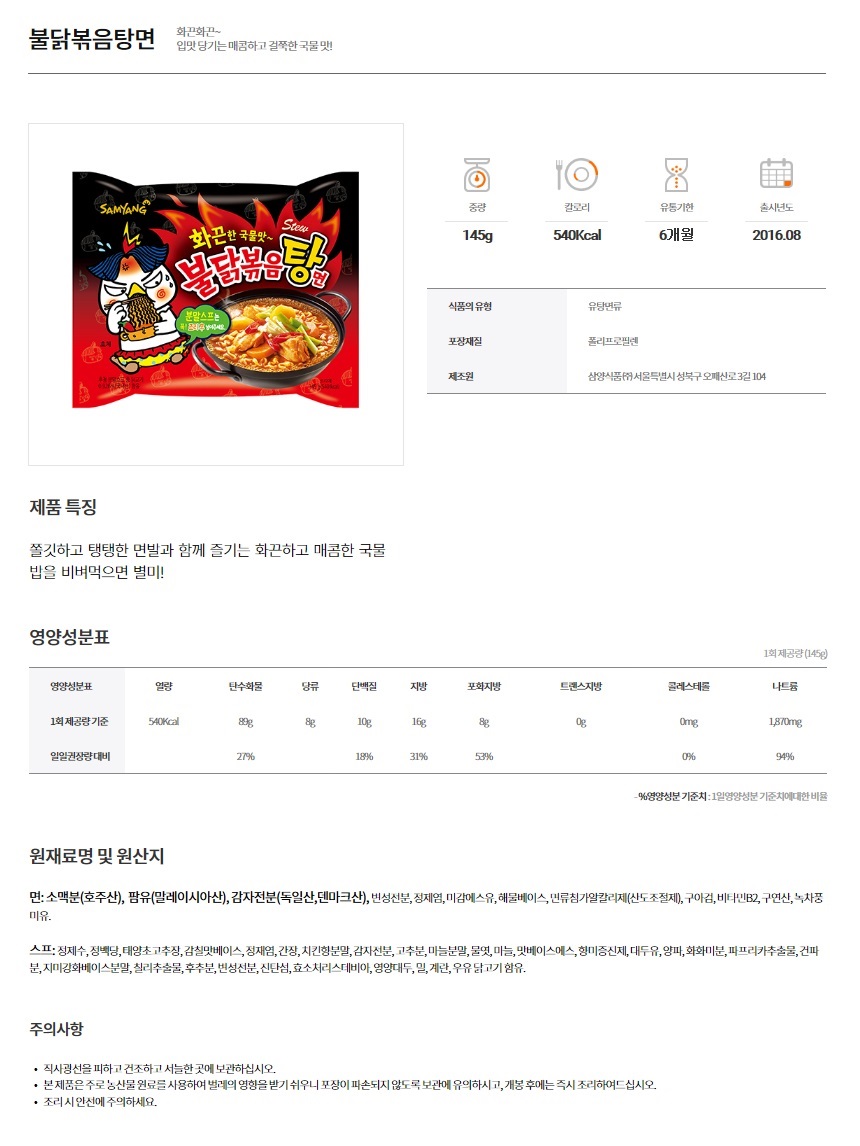 불닭볶음탕면
화끈화끈~
입맛 당기는 매콤하고 걸쭉한 국물 맛!
SAMYANG
화끈한 국물맛~
Stew
불닭볶음탕면
분말스프는
중량
칼로리
유통기한
출시년도
145g
540Kcal
6개월
2016.08
식품의 유형
유탕면류
포장재질
폴리프로필렌
제조원
삼양식품㈜ 서울특별시 성북구 오패산로3길 104
제품 특징
쫄깃하고 탱탱한 면발과 함께 즐기는 화끈하고 매콤한 국물
밥을 비벼먹으면 별미!
영양성분표
1회 제공량 (145g)
영양성분표 열량 탄수화물 당류 단백질 지방 포화지방 트랜스지방 콜레스테롤 나트륨
1회 제공량 기준 540Kcal 89g 8g 10g 16g 8g 0g 0mg 1,870mg
일일권장량 대비 27% 18% 31% 53% 0% 94%
- %영양성분 기준치 : 1일영양성분 기준치에대한 비율
원재료명 및 원산지
면: 소맥분(호주산), 팜유(말레이시아산), 감자전분(독일산,덴마크산), 변성전분, 정제염, 미감에스유, 해물베이스, 면류첨가알칼리제(산도조절제), 구아검, 비타민B2, 구연산, 녹차풍
미유.
스프: 정제수, 정백당, 태양초고추장, 감칠맛베이스, 정제염, 간장, 치킨향분말, 감자전분, 고추분, 마늘분말, 물엿, 마늘, 맛베이스에스, 향미증진제, 대두유, 양파, 화화미분, 파프리카추출물, 건파
분, 지미강화베이스분말, 칠리추출물, 후추분, 변성전분, 신탄섬, 효소처리스테비아, 영양대두, 밀, 계란, 우유 닭고기 함유.
주의사항
• 직사광선을 피하고 건조하고 서늘한 곳에 보관하십시오.
• 본 제품은 주로 농산물 원료를 사용하여 벌레의 영향을 받기 쉬우니 포장이 파손되지 않도록 보관에 유의하시고, 개봉 후에는 즉시 조리하여드십시오.
• 조리 시 안전에 주의하세요.